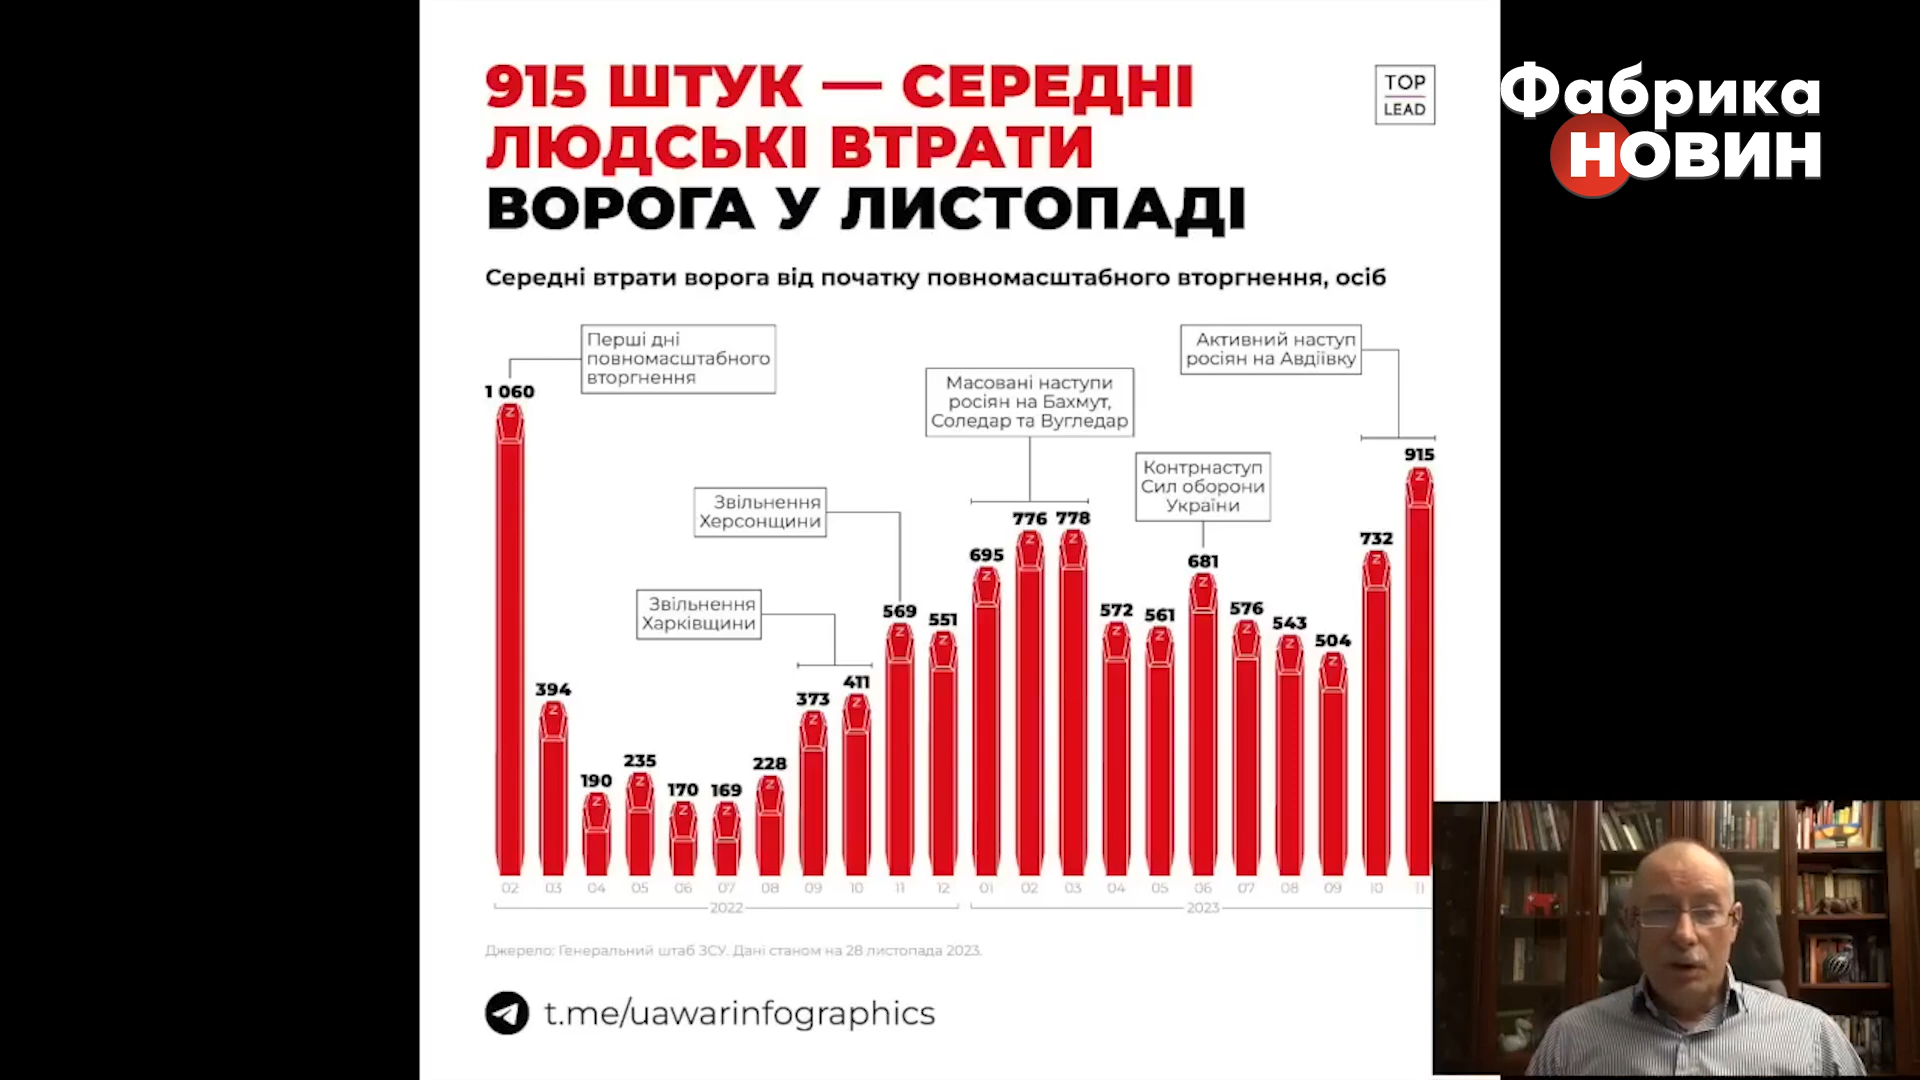 915 ШТУК — СЕРЕДНІ
ЛЮДСЬКІ ВТРАТИ
ВОРОГА У ЛИСТОПАДІ
TOP
LEAD
Фабрика
НОВИН
Середні втрати ворога від початку повномасштабного вторгнення, осіб
Перші дні
повномасштабного
вторгнення
Активний наступ
росіян на Авдіївку
Масовані наступи
росіян на Бахмут,
Соледар та Вугледар
Контрнаступ
Сил оборони
України
Звільнення
Херсонщини
Звільнення
Харківщини
1 060
394
190
235
170
169
228
373
411
569
551
695
776
778
572
561
681
576
543
504
732
915
Z Z Z Z Z Z Z Z Z Z Z Z Z Z Z Z Z Z Z Z Z Z
02 03 04 05 06 07 08 09 10 11 12 01 02 03 04 05 06 07 08 09 10 11
2022 2023
Джерело: Генеральний штаб ЗСУ. Дані станом на 28 листопада 2023.
t.me/uawarinfographics